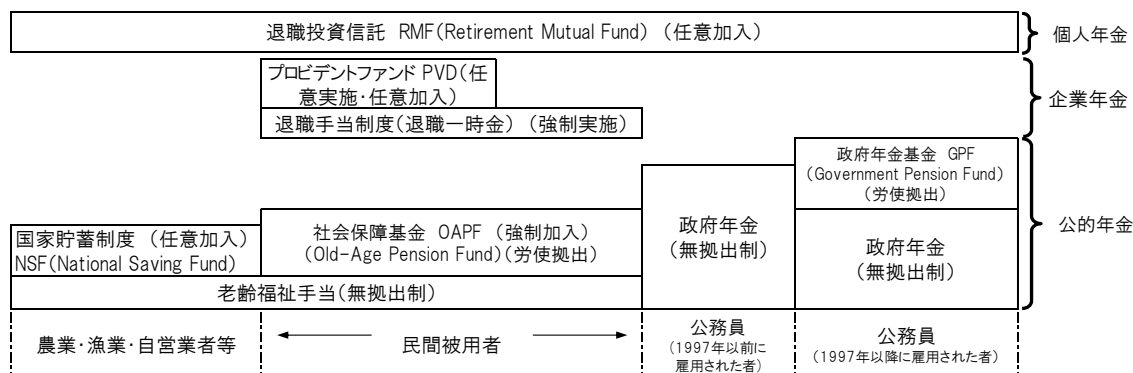 退職投資信託 RMF(Retirement Mutual Fund) (任意加入)
個人年金
プロビデントファンド PVD(任
意実施・任意加入)
企業年金
退職手当制度(退職一時金) (強制実施)
政府年金基金 GPF
(Government Pension Fund)
(労使拠出)
国家貯蓄制度 (任意加入)
NSF(National Saving Fund)
社会保障基金 OAPF (強制加入)
(Old-Age Pension Fund)(労使拠出)
政府年金
(無拠出制)
政府年金
(無拠出制)
公的年金
老齢福祉手当(無拠出制)
農業・漁業・自営業者等
民間被用者
公務員
(1997年以前に
雇用された者)
公務員
(1997年以降に雇用された者)